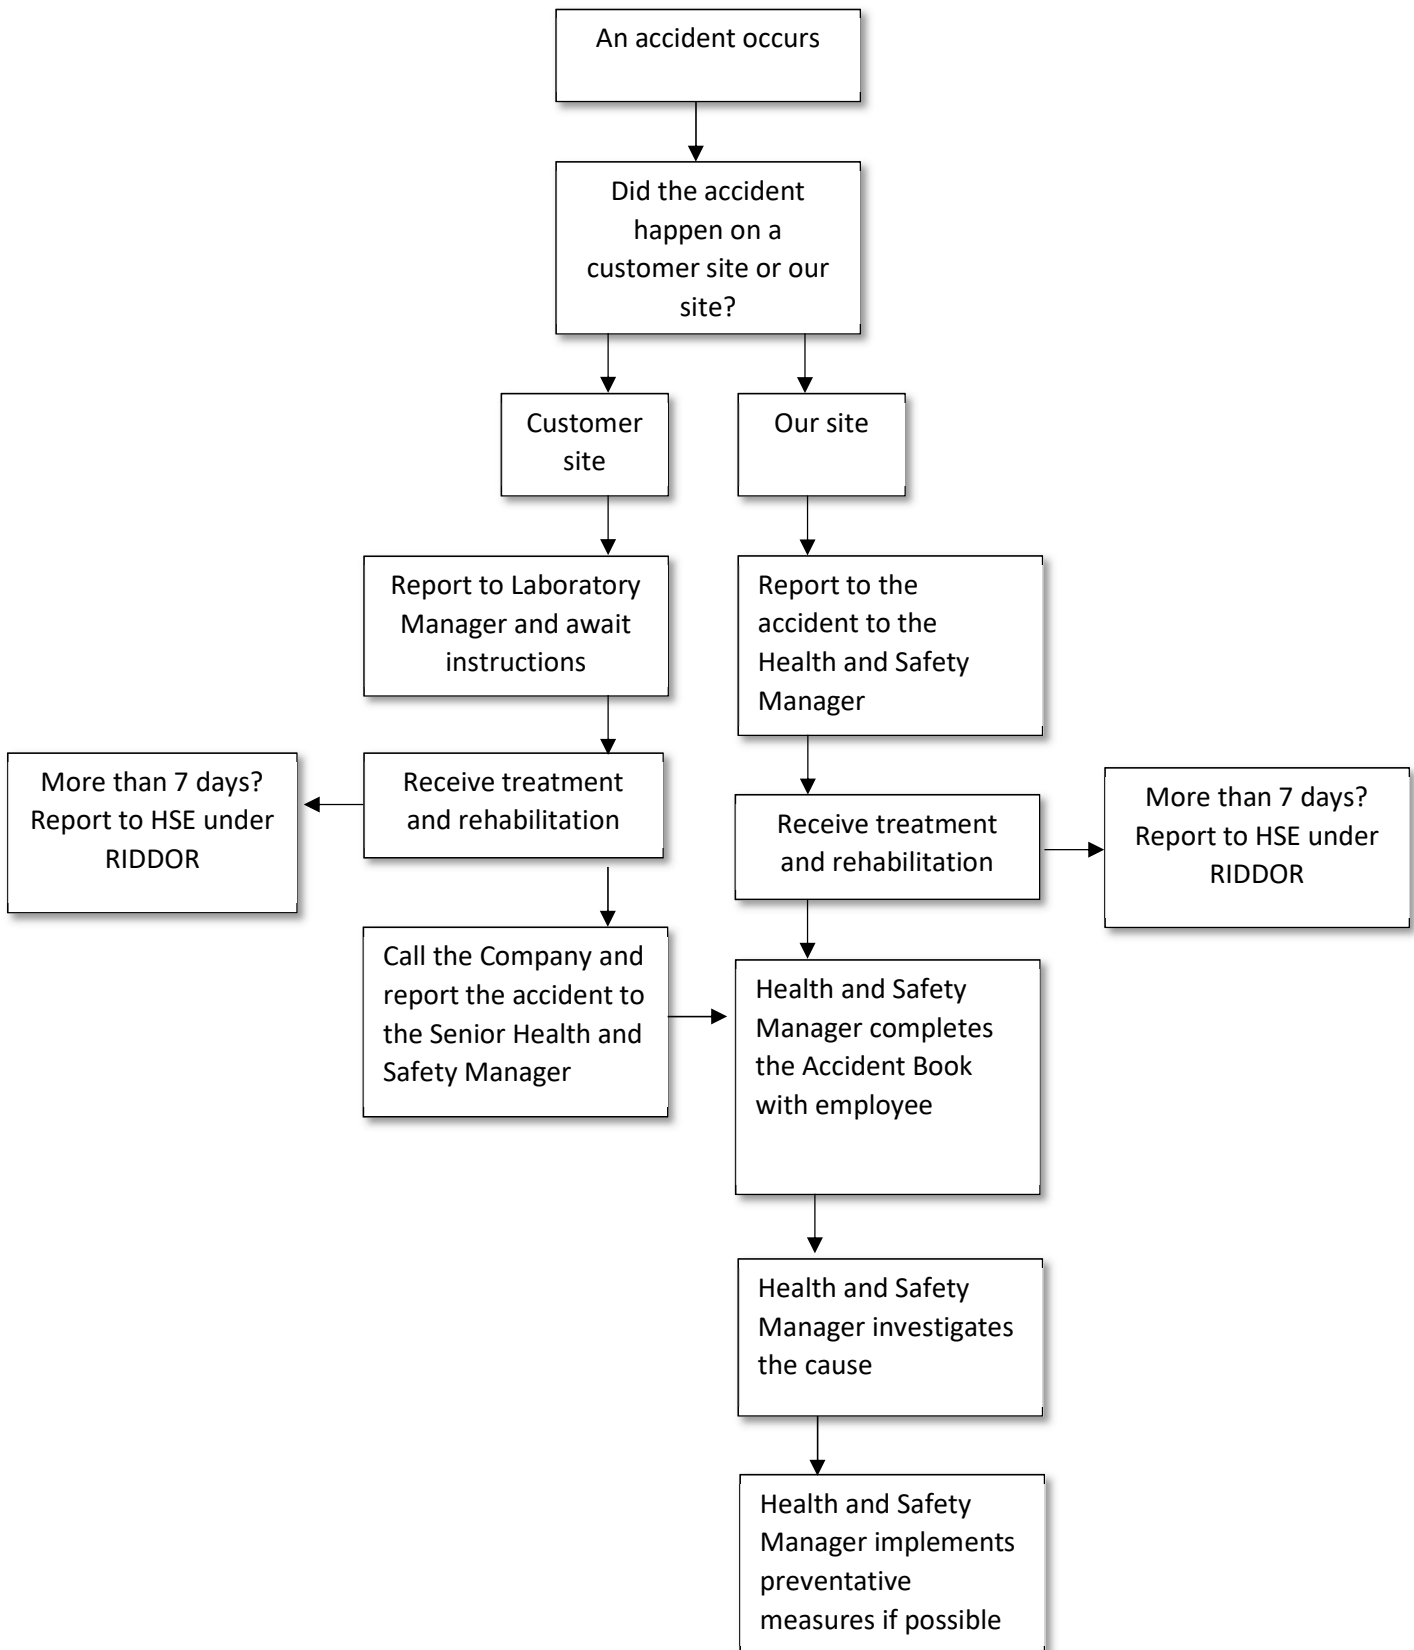 An accident occurs
Did the accident
happen on a
customer site or our
site?
Customer
site
Our site
Report to Laboratory
Manager and await
instructions
Report to the
accident to the
Health and Safety
Manager
More than 7 days?
Report to HSE under
RIDDOR
Receive treatment
and rehabilitation
Receive treatment
and rehabilitation
More than 7 days?
Report to HSE under
RIDDOR
Call the Company and
report the accident to
the Senior Health and
Safety Manager
Health and Safety
Manager completes
the Accident Book
with employee
Health and Safety
Manager investigates
the cause
Health and Safety
Manager implements
preventative
measures if possible